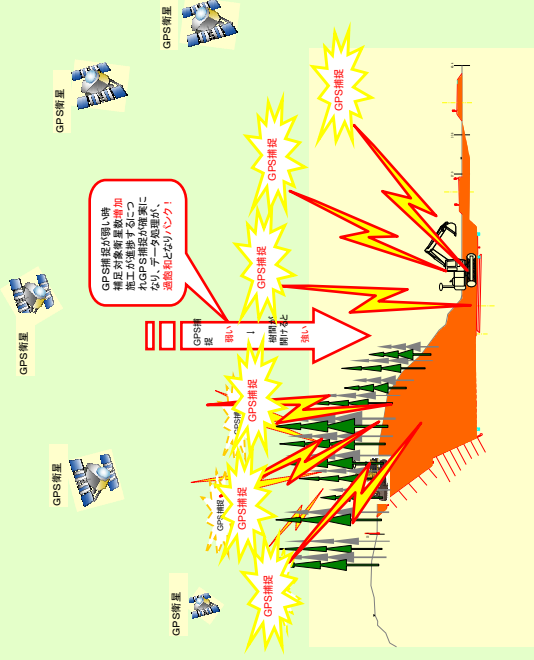 GPS衛星
GPS衛星
GPS衛星
GPS衛星
GPS衛星
GPS捕捉が弱い時
補足対象衛星数増加
施工が進捗するにつ
れGPS捕捉が確実に
なり、データ処理が、
過飽和となりパンク！
GPS捕
捉
弱い
↓
樹間が
開けると
強い
GPS捕捉
GPS捕
GPS捕捉
GPS捕捉
GPS捕捉
GPS捕捉
GPS捕捉
GPS捕捉